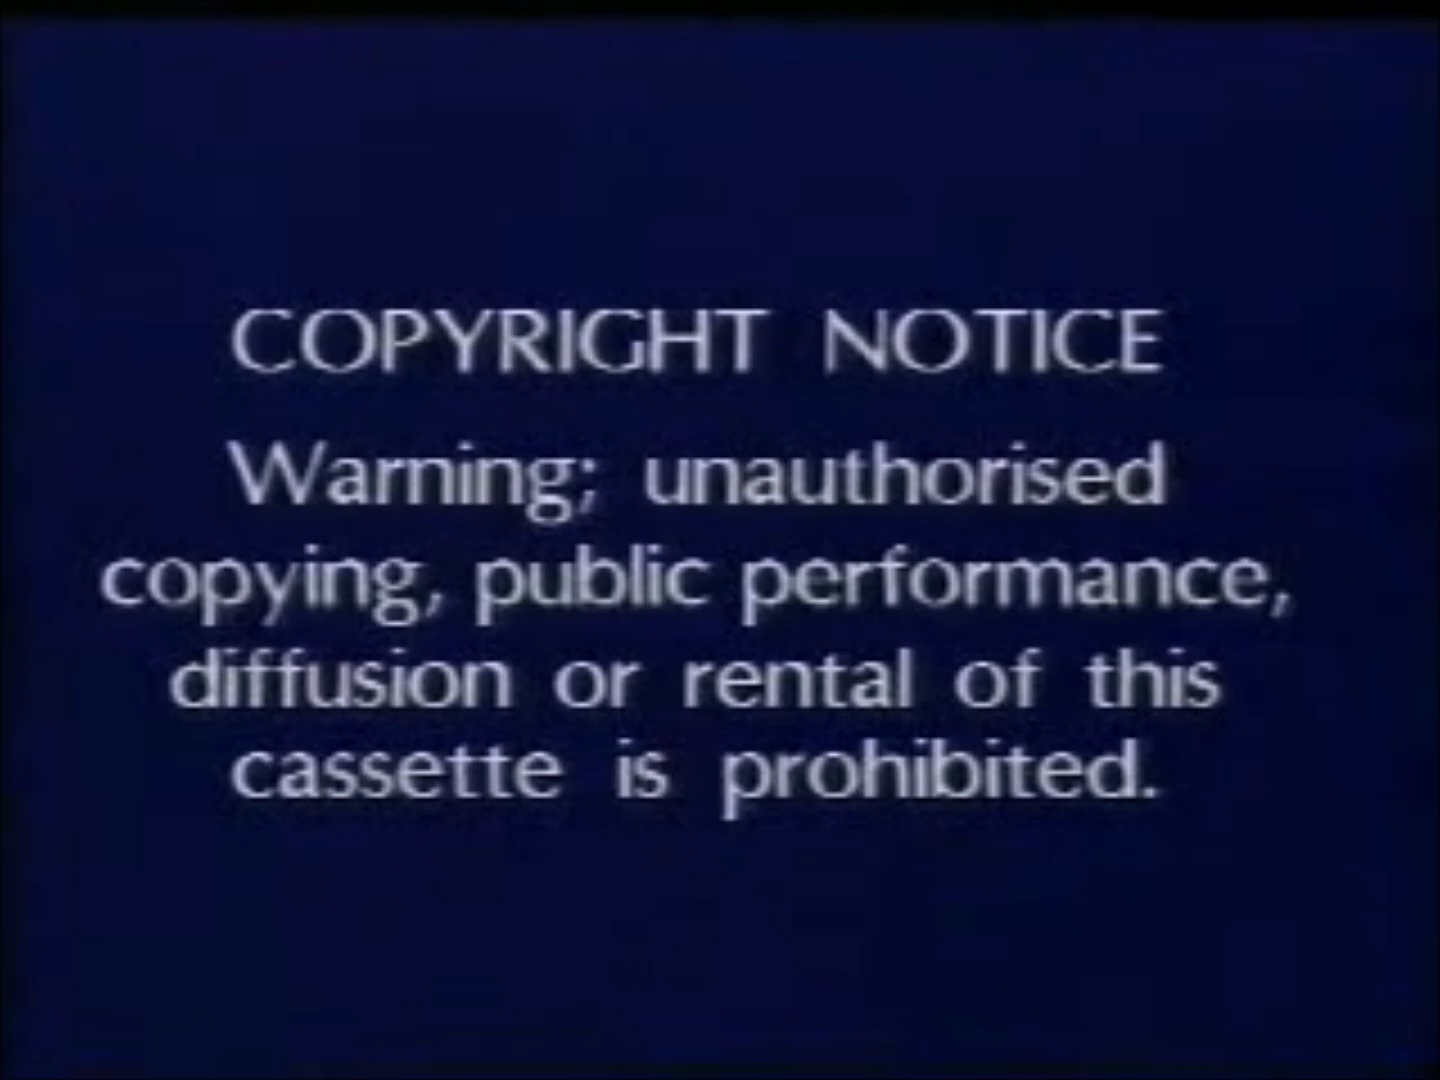 COPYRIGHT NOTICE
Warning; unauthorised
copying, public performance,
diffusion or rental of this
cassette is prohibited.